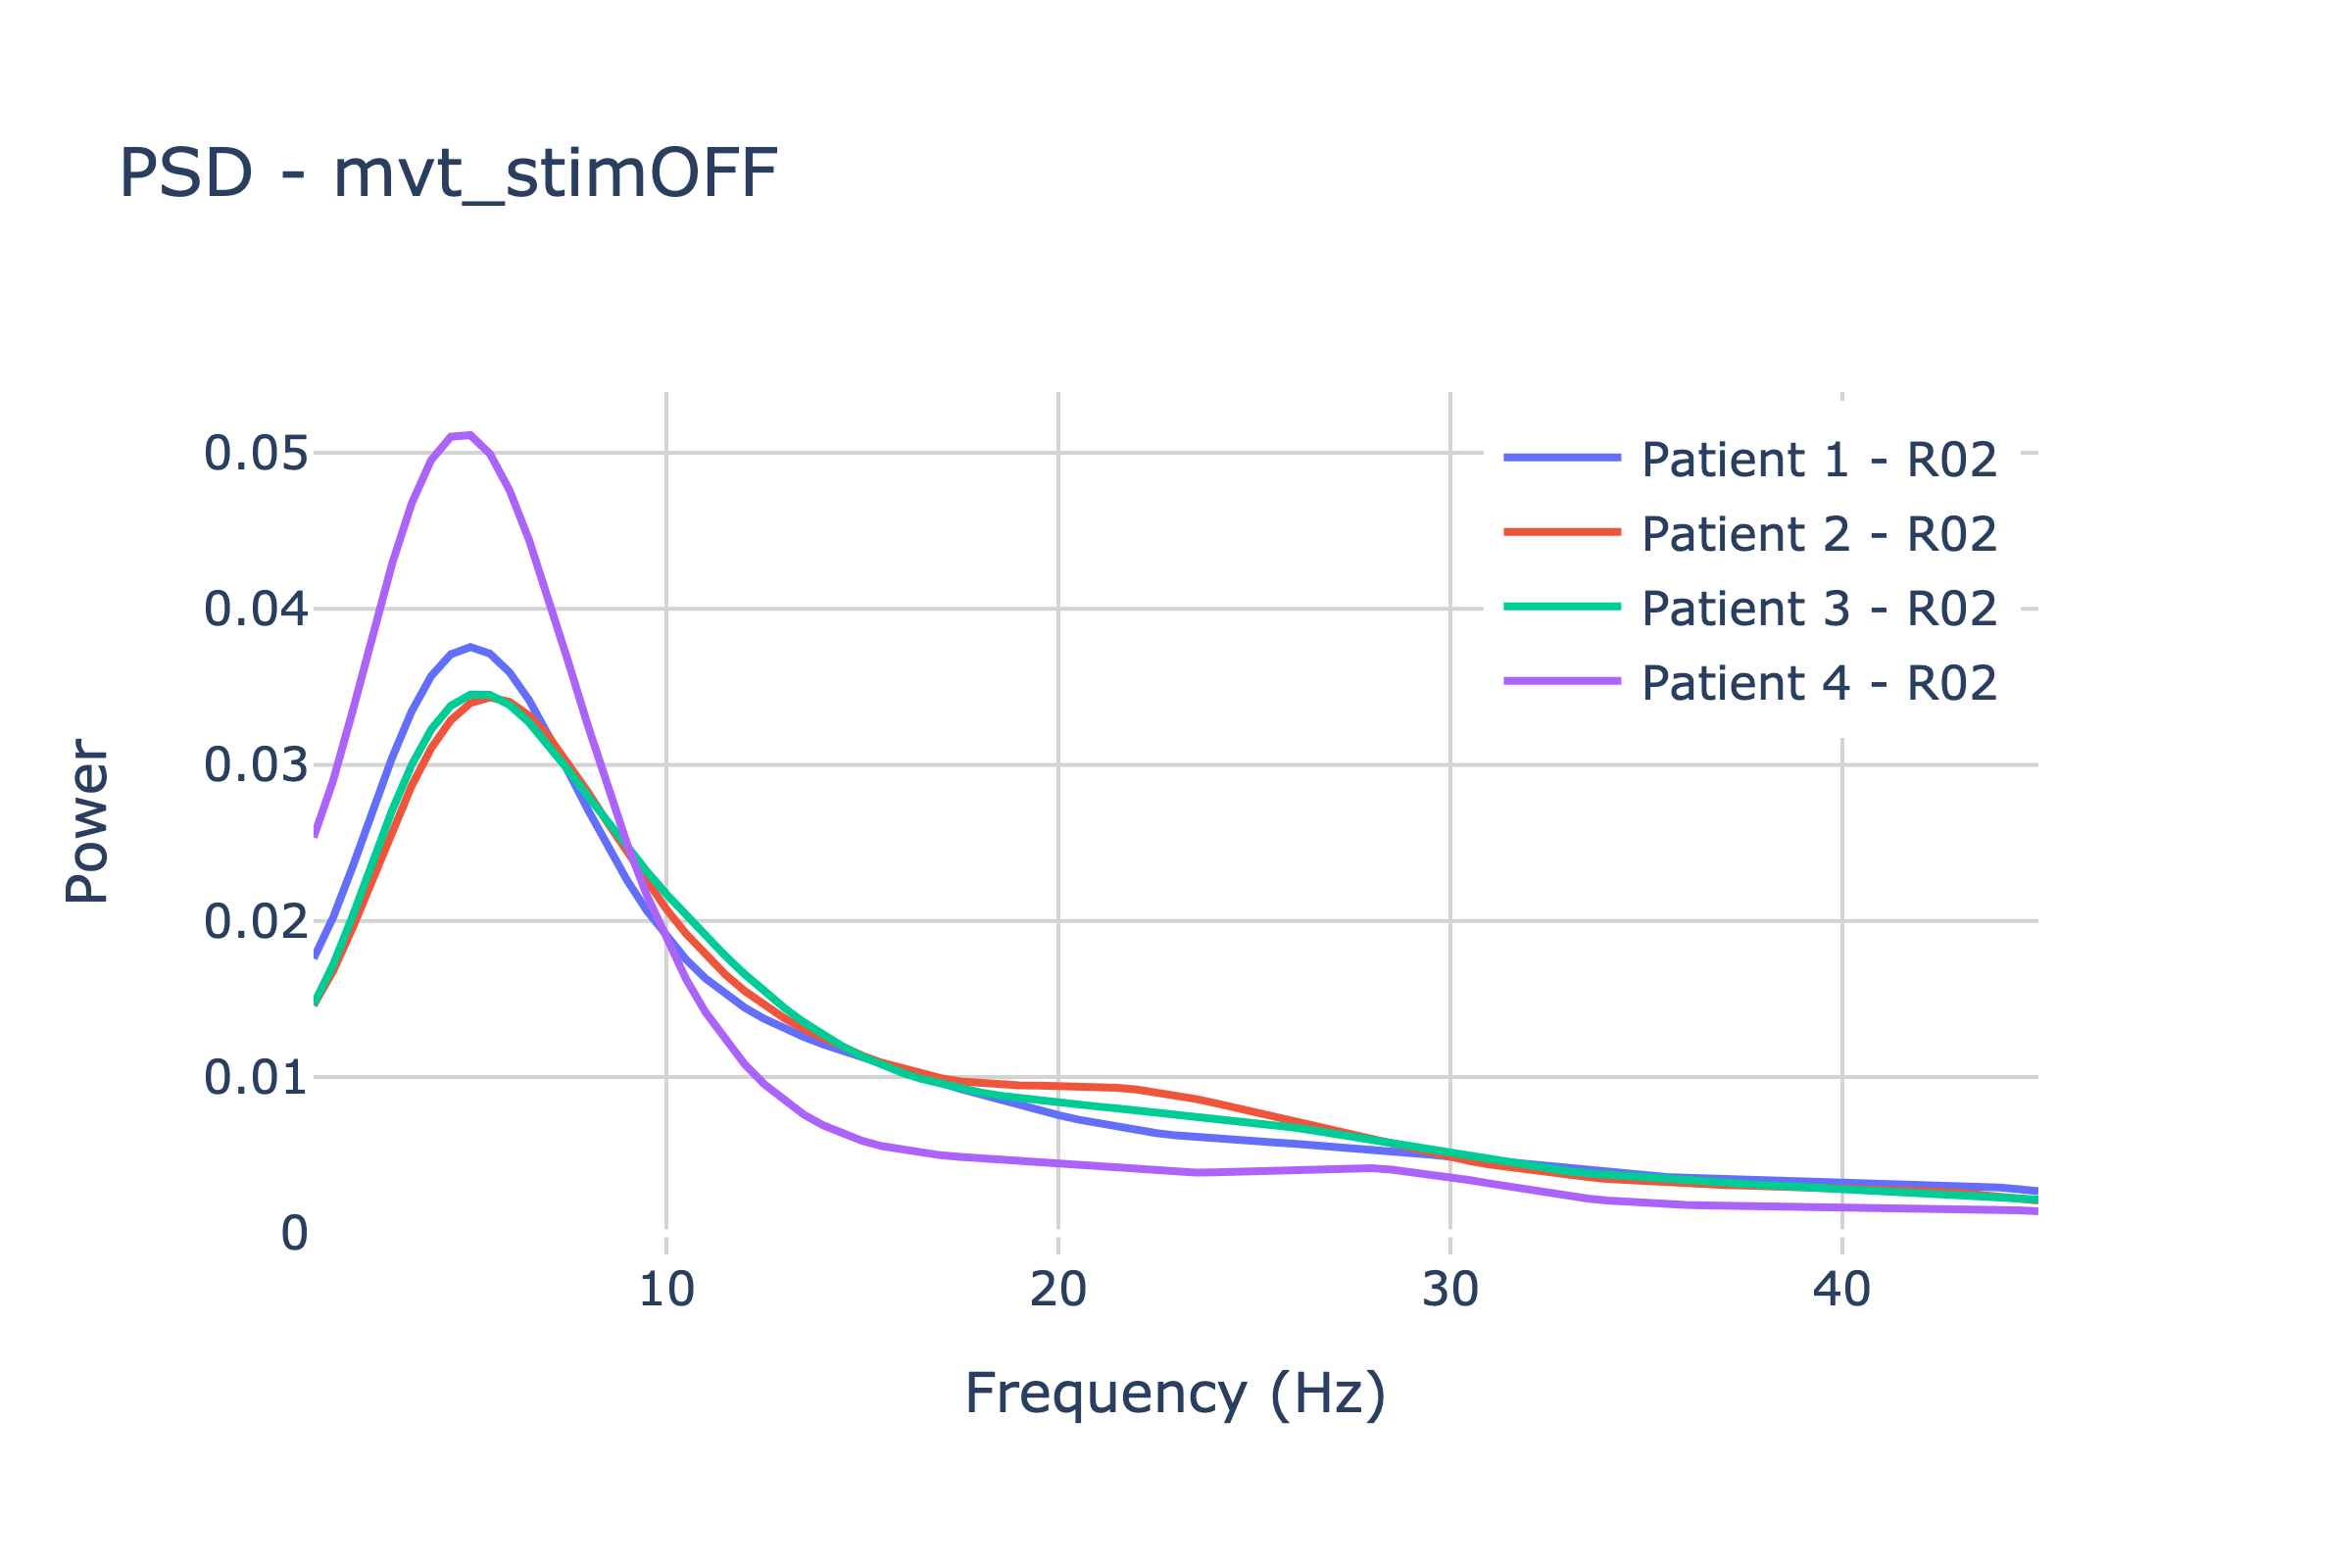 PSD - mvt_stimOFF
Patient 1 - R02
Patient 2 - R02
Patient 3 - R02
Patient 4 - R02
0.05
0.04
0.03
0.02
0.01
0
Power
10 20 30 40
Frequency (Hz)